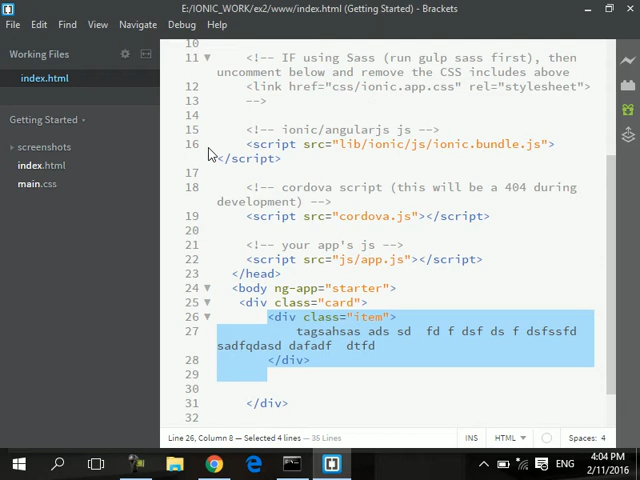 E:/IONIC_WORK/ex2/www/index.html (Getting Started) - Brackets
File Edit Find View Navigate Debug Help
Working Files
index.html
Getting Started
screenshots
index.html
main.css
10
11 <!-- IF using Sass (run gulp sass first), then
uncomment below and remove the CSS includes above
12 <link href="css/ionic.app.css" rel="stylesheet">
13 -->
14
15 <!-- ionic/angularjs js -->
16 <script src="lib/ionic/js/ionic.bundle.js">
</script>
17
18 <!-- cordova script (this will be a 404 during
development) -->
19 <script src="cordova.js"></script>
20
21 <!-- your app's js -->
22 <script src="js/app.js"></script>
23 </head>
24 <body ng-app="starter">
25 <div class="card">
26 <div class="item">
27 tagsahsas ads sd fd f dsf ds f dsfssfd
sadfqdasd dafadf dtfd
28 </div>
29
30
31 </div>
32
Line 26, Column 8 — Selected 4 lines — 35 Lines
INS HTML Spaces: 4
ENG
4:04 PM
2/11/2016